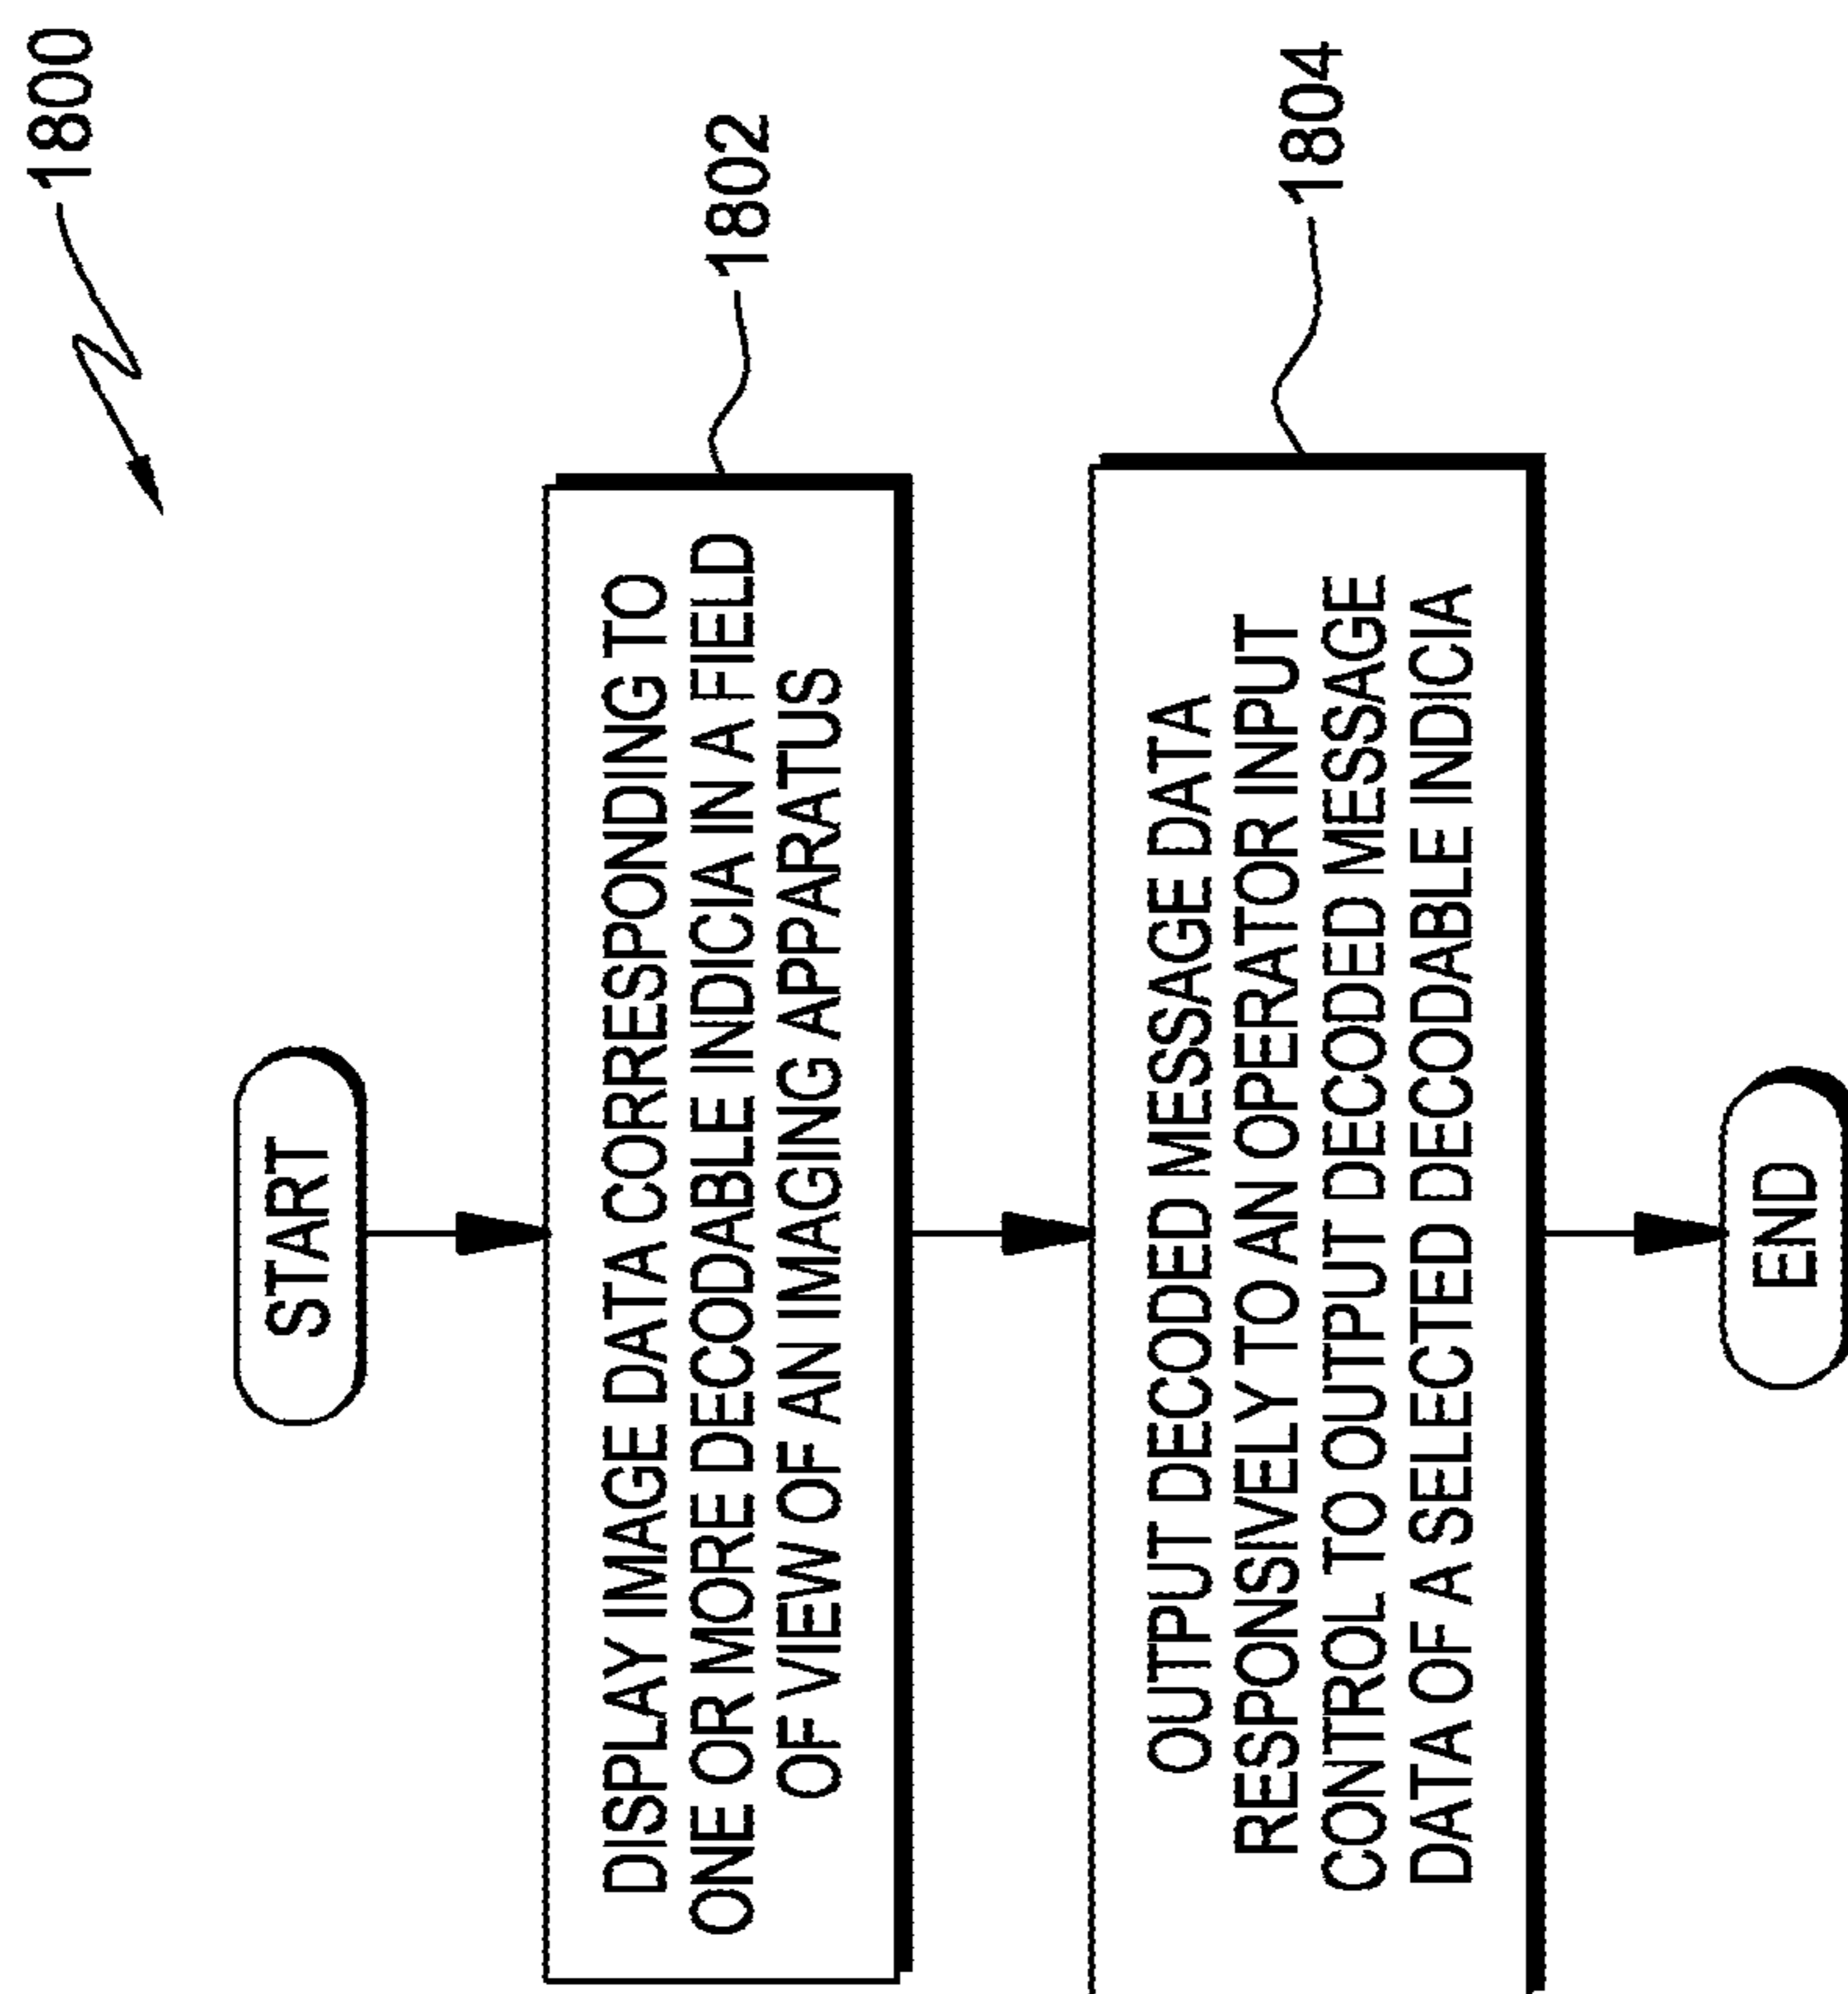 1800
START
DISPLAY IMAGE DATA CORRESPONDING TO
ONE OR MORE DECODABLE INDICIA IN A FIELD
OF VIEW OF AN IMAGING APPARATUS
1802
OUTPUT DECODED MESSAGE DATA
RESPONSIVELY TO AN OPERATOR INPUT
CONTROL TO OUTPUT DECODED MESSAGE
DATA OF A SELECTED DECODABLE INDICIA
1804
END